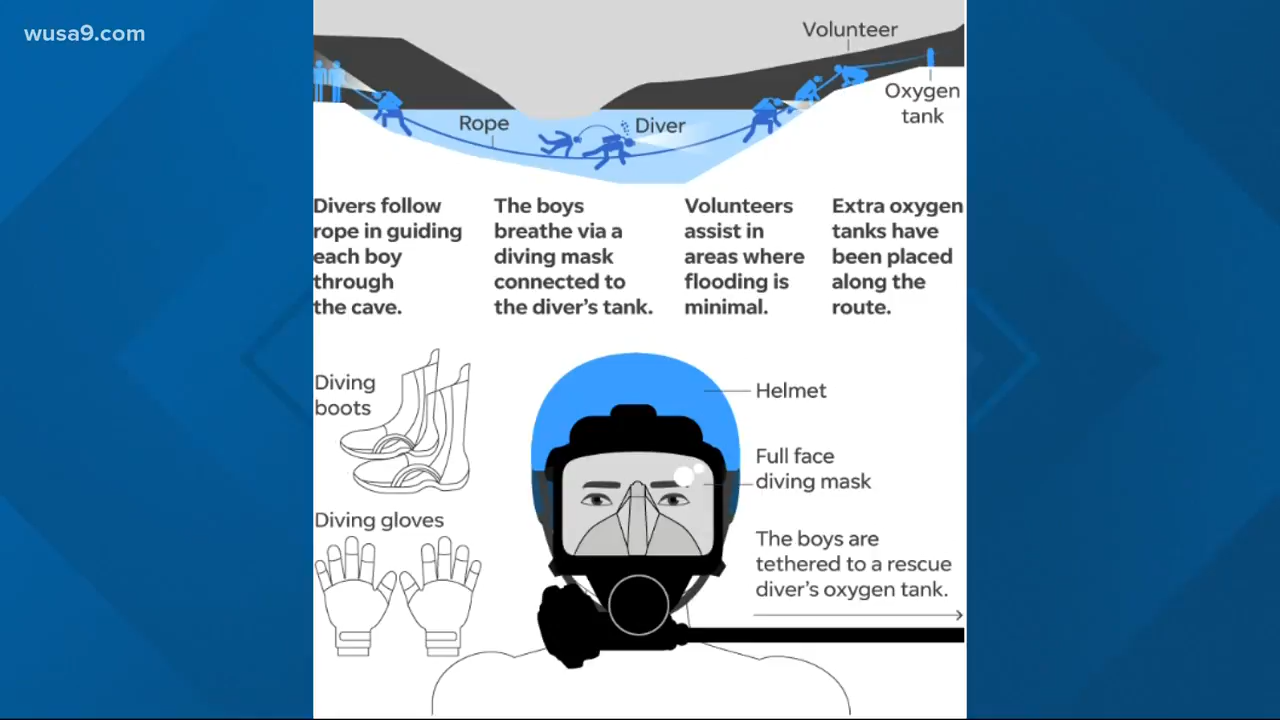 wusa9.com
Volunteer
Oxygen
tank
Rope
Diver
Divers follow
rope in guiding
each boy
through
the cave.
The boys
breathe via a
diving mask
connected to
the diver's tank.
Volunteers
assist in
areas where
flooding is
minimal.
Extra oxygen
tanks have
been placed
along the
route.
Diving
boots
Diving gloves
Helmet
Full face
diving mask
The boys are
tethered to a rescue
diver's oxygen tank.